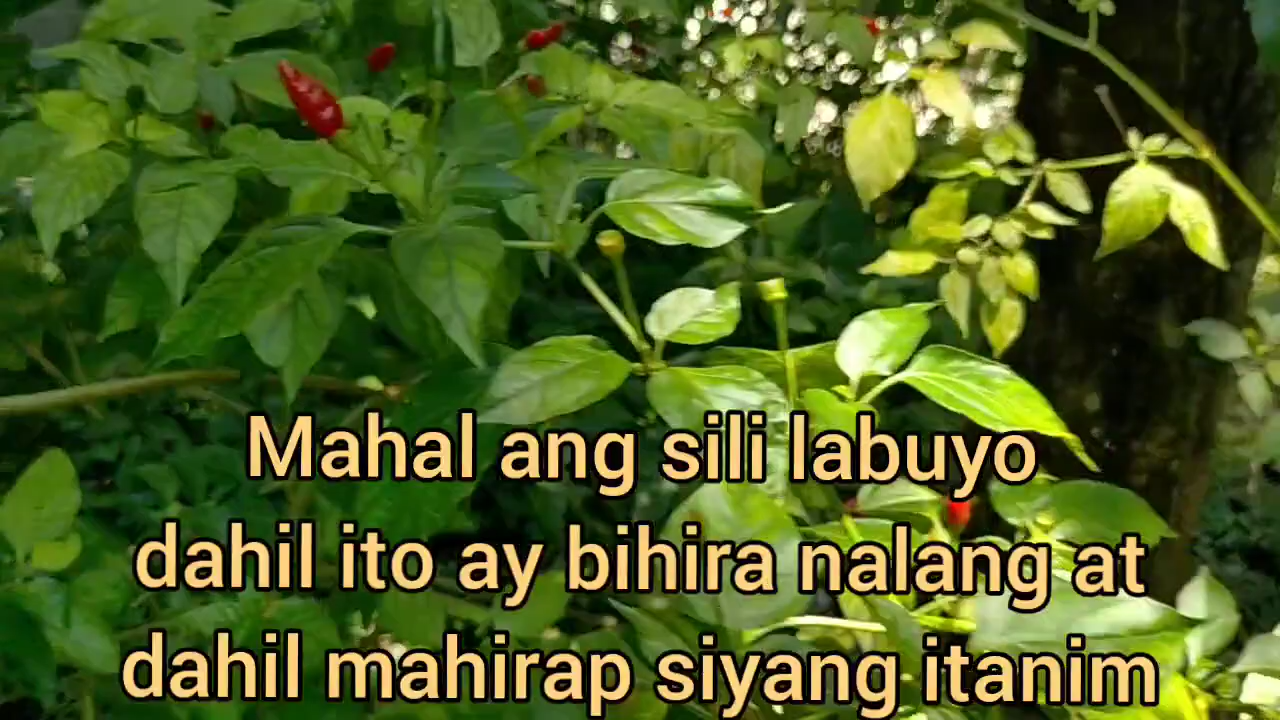 Mahal ang sili labuyo
dahil ito ay bihira nalang at
dahil mahirap siyang itanim